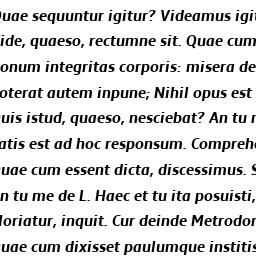 Quae sequuntur igitur? Videamus igi
ide, quaeso, rectumne sit. Quae cum
onum integritas corporis: misera de
oterat autem inpune; Nihil opus est
uis istud, quaeso, nesciebat? An tu
atis est ad hoc responsum. Compreh
uae cum essent dicta, discessimus.
n tu me de L. Haec et tu ita posuisti,
loriatur, inquit. Cur deinde Metrodor
uae cum dixisset paulumque institis